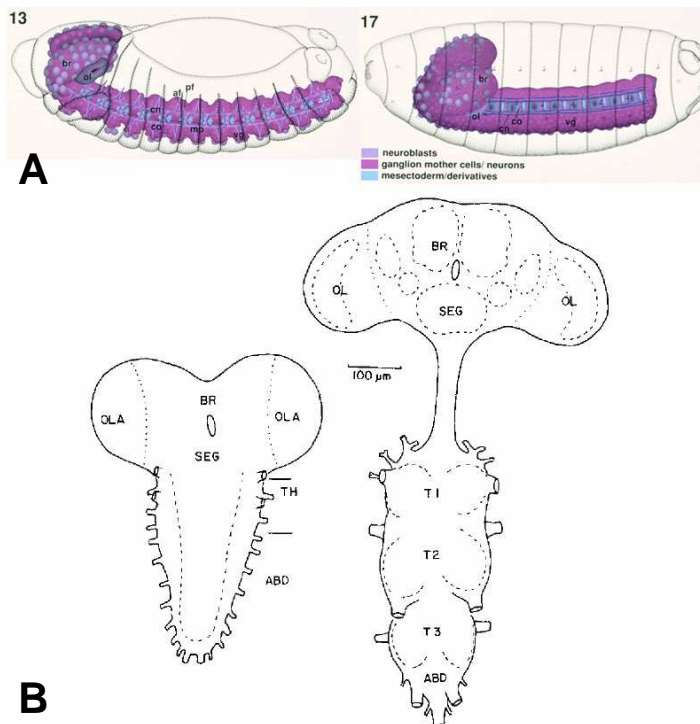 13
17
br
ol
pf
af
cn
co
mp
vg
br
ol
co
cn
vg
A
neuroblasts
ganglion mother cells/ neurons
mesectoderm/derivatives
BR
OL
OL
SEG
100 µm
BR
OLA
OLA
SEG
TH
ABD
T1
T2
T3
ABD
B